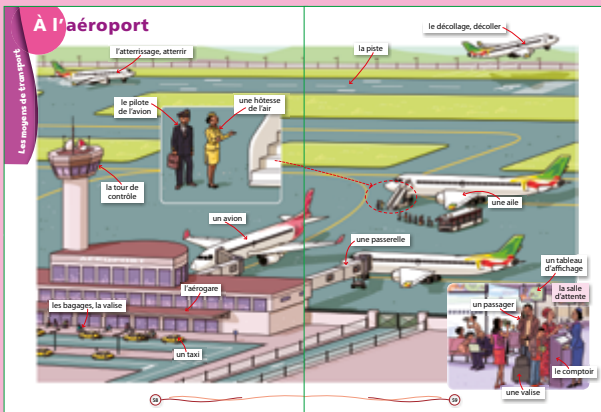 À l'aéroport
Les moyens de transport
le décollage, décoller
l'atterrissage, atterrir
la piste
le pilote
de l'avion
une hôtesse
de l'air
la tour de
contrôle
une aile
un avion
une passerelle
un tableau
d'affichage
la salle
d'attente
l'aérogare
les bagages, la valise
un passager
un taxi
le comptoir
une valise
58
59